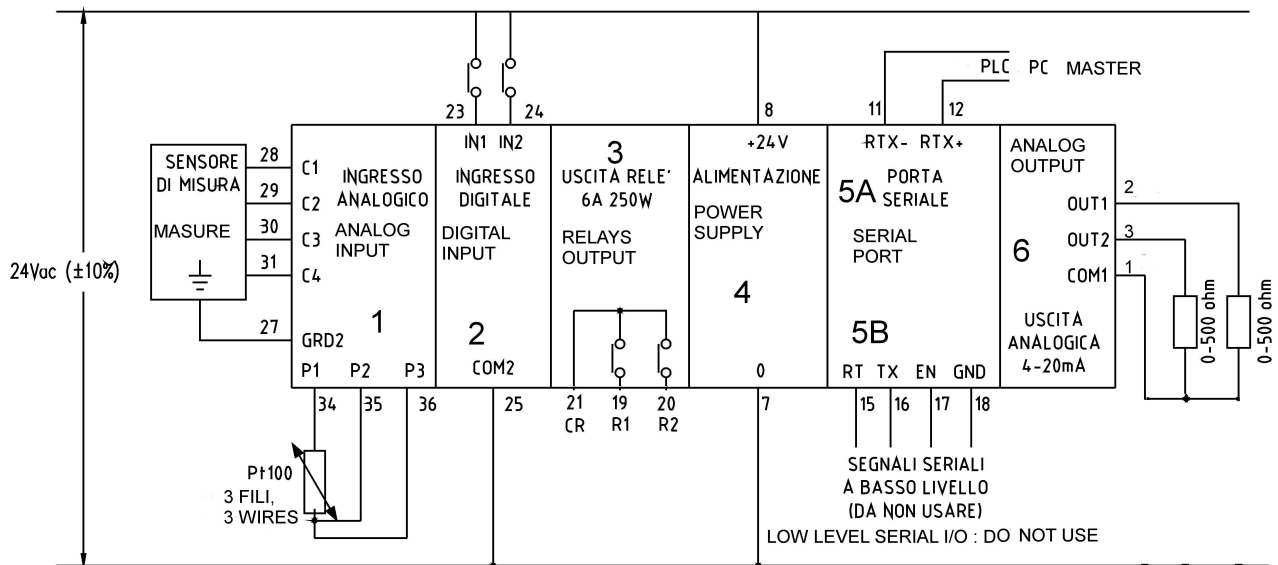 PLC PC MASTER
23 24 8 11 12
IN1 IN2
+24V
RTX- RTX+
SENSORE
DI MISURA
MASURE
28
29
30
31
27
C1
C2
C3
C4
GRD2
INGRESSO
ANALOGICO
ANALOG
INPUT
1
P1 P2 P3
INGRESSO
DIGITALE
DIGITAL
INPUT
2
COM2
3
USCITA RELE'
6A 250W
RELAYS
OUTPUT
ALIMENTAZIONE
POWER
SUPPLY
4
0
5A
PORTA
SERIALE
SERIAL
PORT
5B
RT TX EN GND
ANALOG
OUTPUT
OUT1
OUT2
COM1
6
USCITA
ANALOGICA
4-20mA
2
3
1
0-500 ohm
0-500 ohm
24Vac (±10%)
34 35 36 25 21 19 20 7 15 16 17 18
CR R1 R2
Pt100
3 FILI,
3 WIRES
SEGNALI SERIALI
A BASSO LIVELLO
(DA NON USARE)
LOW LEVEL SERIAL I/O : DO NOT USE